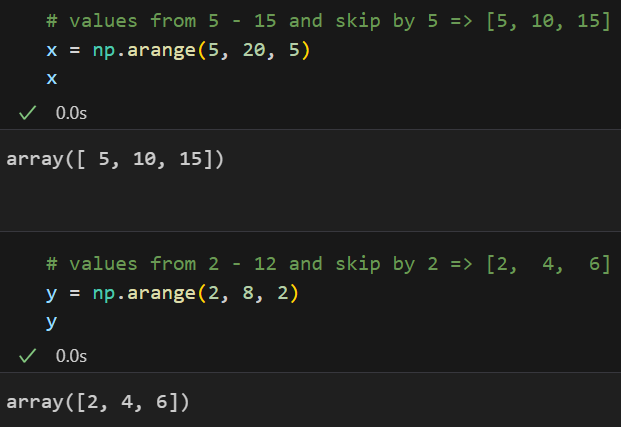 # values from 5 - 15 and skip by 5 => [5, 10, 15]
x = np.arange(5, 20, 5)
x
✓ 0.0s
array([ 5, 10, 15])
# values from 2 - 12 and skip by 2 => [2,  4,  6]
y = np.arange(2, 8, 2)
y
✓ 0.0s
array([2, 4, 6])